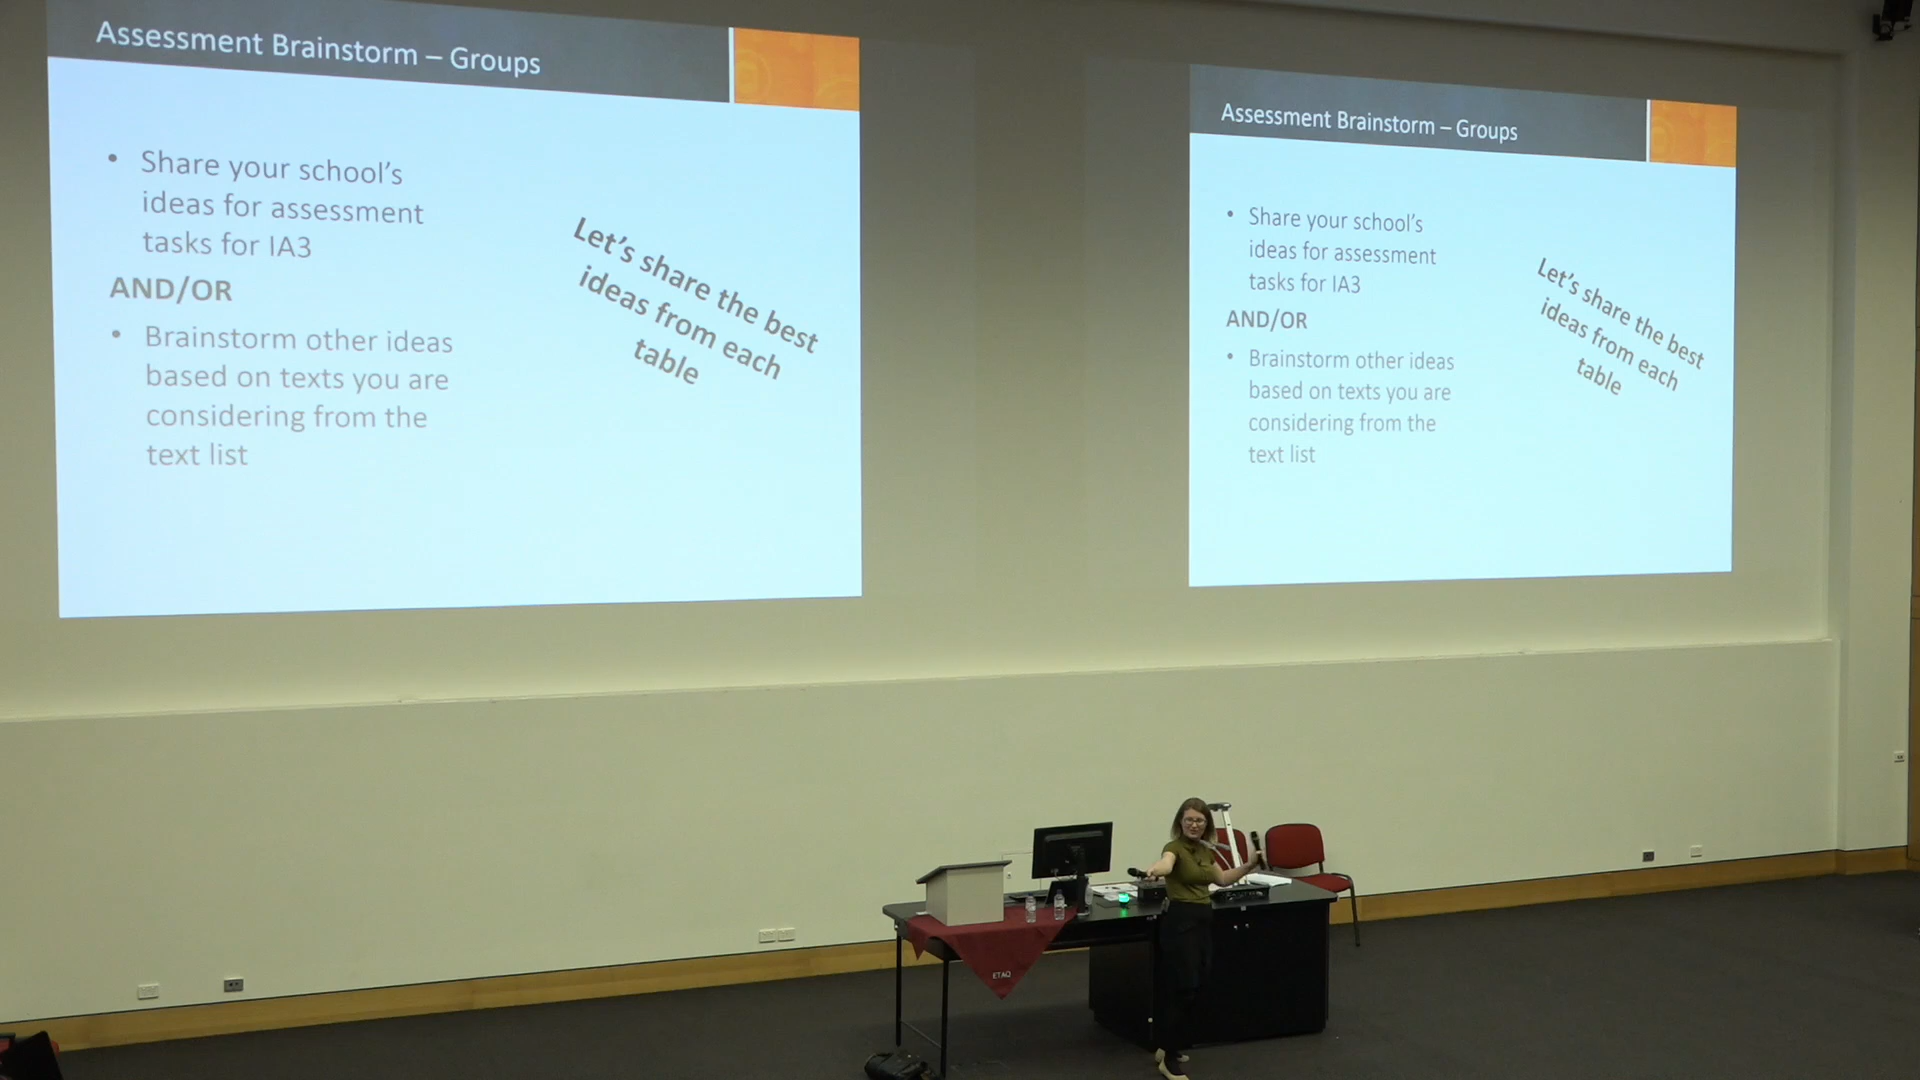 Assessment Brainstorm – Groups
• Share your school's
ideas for assessment
tasks for IA3
AND/OR
• Brainstorm other ideas
based on texts you are
considering from the
text list
Let's share the best
ideas from each
table
Assessment Brainstorm – Groups
• Share your school's
ideas for assessment
tasks for IA3
AND/OR
• Brainstorm other ideas
based on texts you are
considering from the
text list
Let's share the best
ideas from each
table
ETAQ